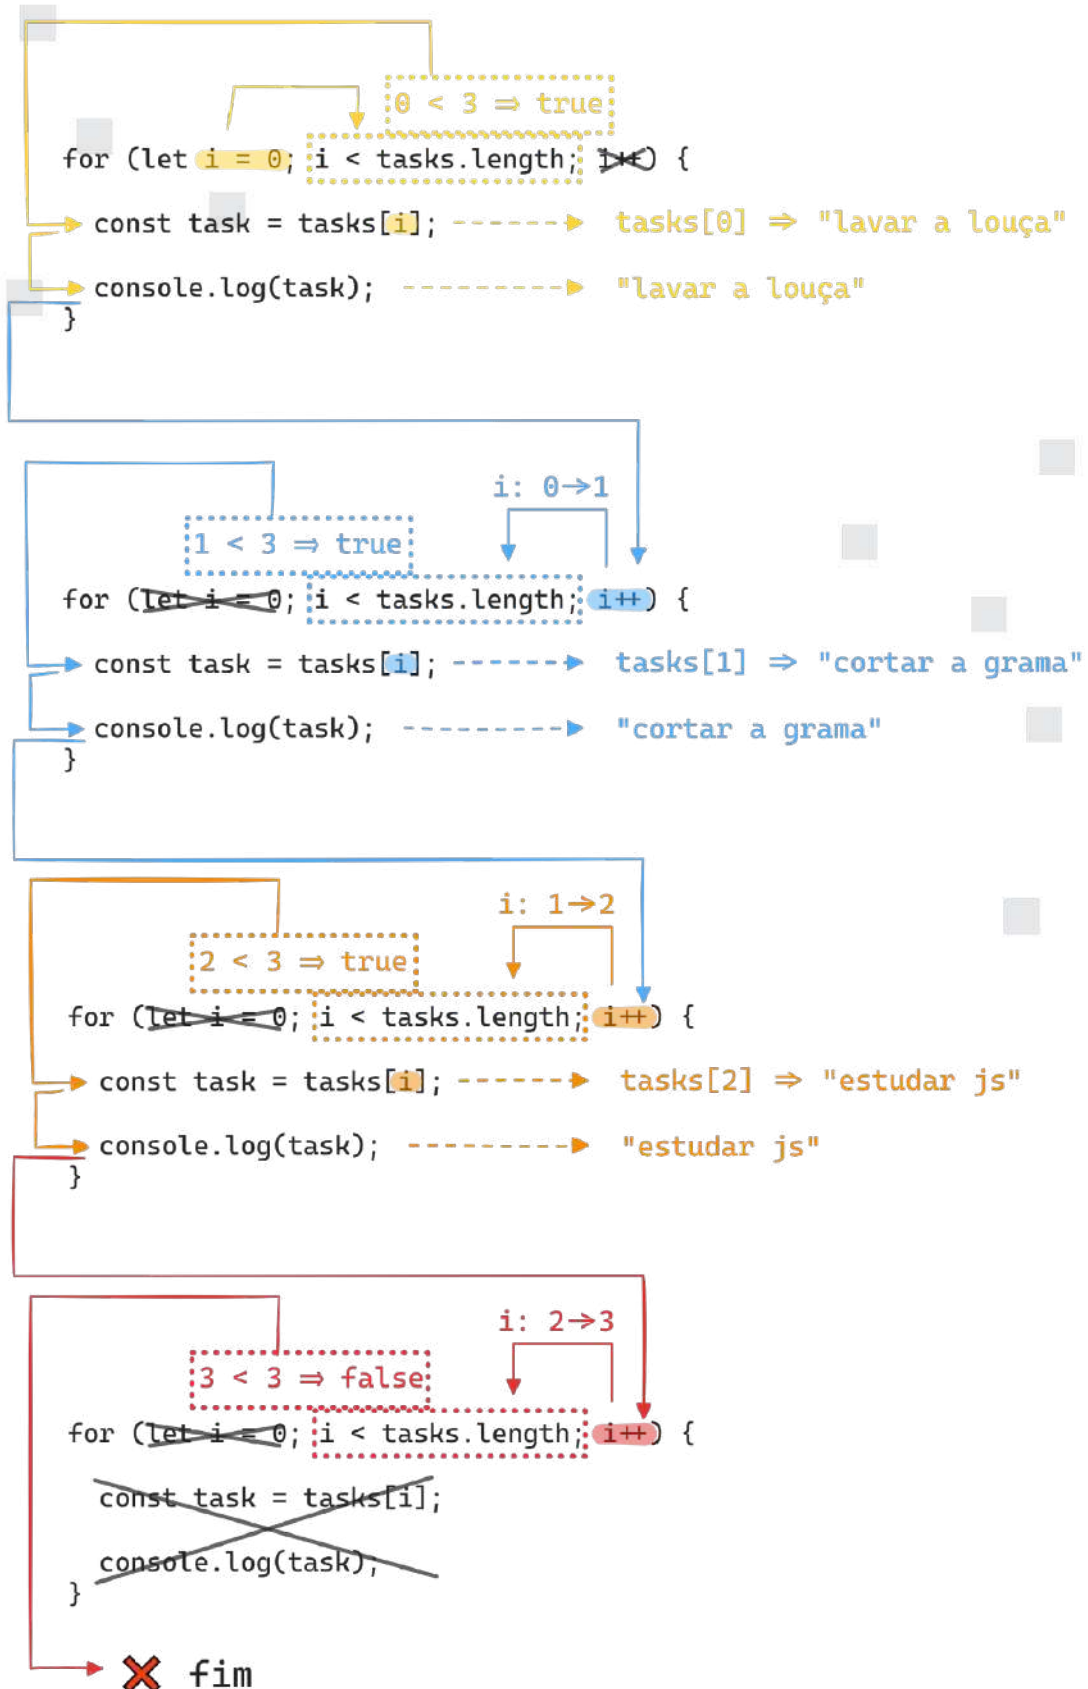 0 < 3 ⇒ true
for (let i = 0; i < tasks.length; i++) {
const task = tasks[i]; tasks[0] ⇒ "lavar a louça"
console.log(task); "lavar a louça"
}
i: 0→1
1 < 3 ⇒ true
for (let i = 0; i < tasks.length; i++) {
const task = tasks[i]; tasks[1] ⇒ "cortar a grama"
console.log(task); "cortar a grama"
}
i: 1→2
2 < 3 ⇒ true
for (let i = 0; i < tasks.length; i++) {
const task = tasks[i]; tasks[2] ⇒ "estudar js"
console.log(task); "estudar js"
}
i: 2→3
3 < 3 ⇒ false
for (let i = 0; i < tasks.length; i++) {
const task = tasks[i];
console.log(task);
}
fim